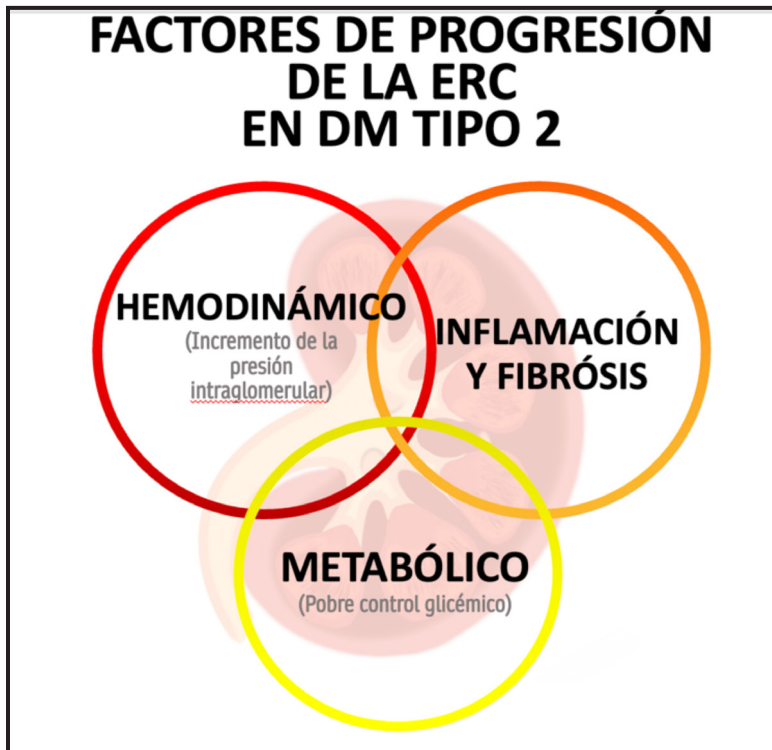 FACTORES DE PROGRESIÓN
DE LA ERC
EN DM TIPO 2
HEMODINÁMICO
(Incremento de la
presión
intraglomerular)
INFLAMACIÓN
Y FIBRÓSIS
METABÓLICO
(Pobre control glicémico)